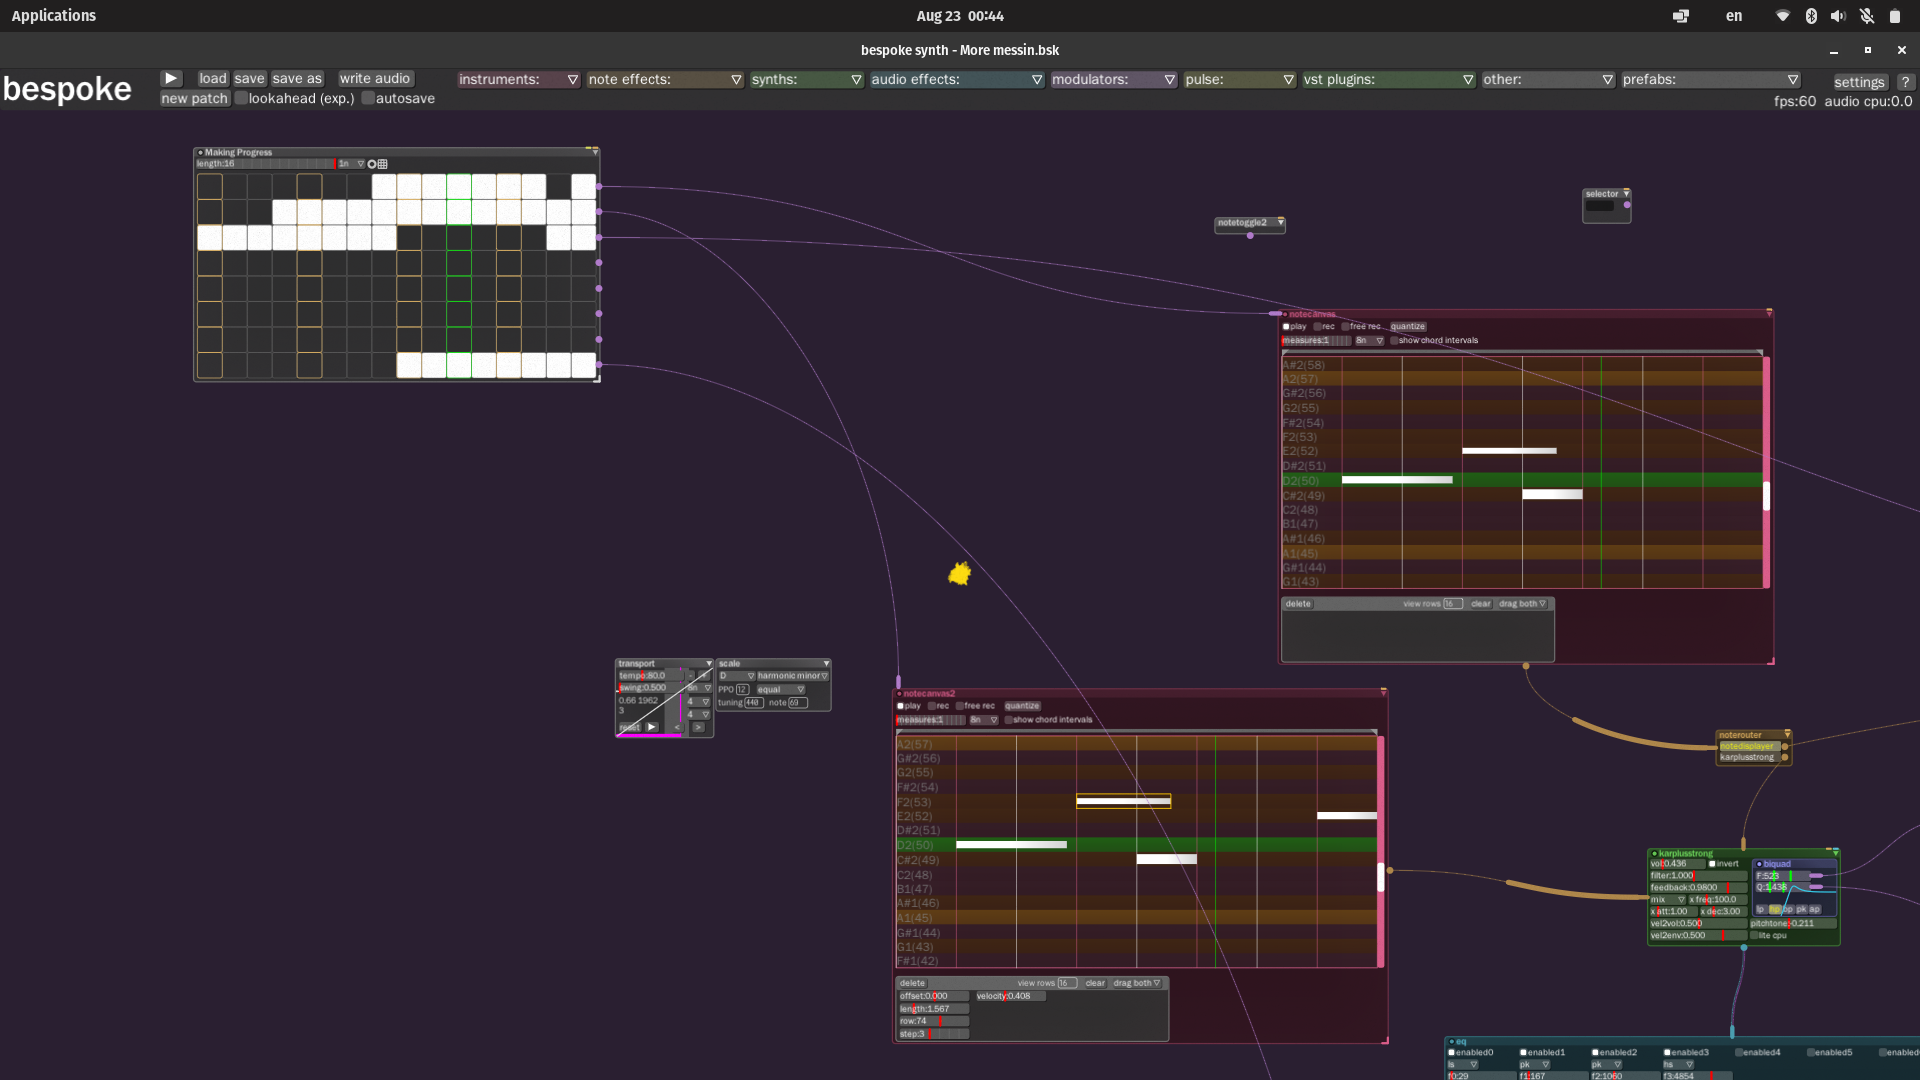 Applications
Aug 23 00:44
en
bespoke synth - More messin.bsk
bespoke
load save save as write audio
instruments: note effects: synths: audio effects: modulators: pulse: vst plugins: other: prefabs:
settings ?
new patch lookahead (exp.) autosave
fps:60 audio cpu:0.0
Making Progress
length:16 1n
selector
notetoggle2
notecanvas
play rec free rec quantize
measures:1 8n show chord intervals
A#2(58)
A2(57)
G#2(56)
G2(55)
F#2(54)
F2(53)
E2(52)
D#2(51)
D2(50)
C#2(49)
C2(48)
B1(47)
A#1(46)
A1(45)
G#1(44)
G1(43)
delete view rows 16 clear drag both
transport
tempo:80.0 - +
swing:0.500 8n
0.66 1962
3
4
4
reset < >
scale
D harmonic minor
PPO 12 equal
tuning 440 note 69
notecanvas2
play rec free rec quantize
measures:1 8n show chord intervals
A2(57)
G#2(56)
G2(55)
F#2(54)
F2(53)
E2(52)
D#2(51)
D2(50)
C#2(49)
C2(48)
B1(47)
A#1(46)
A1(45)
G#1(44)
G1(43)
F#1(42)
delete view rows 16 clear drag both
offset:0.000 velocity:0.408
length:1.567
row:74
step:3
noterouter
notedisplayer
karplusstrong
karplusstrong
vol:0.436 invert
filter:1.000
feedback:0.9800
mix x freq:100.0
x att:1.00 x dec:3.00
vel2vol:0.500 pitchtone:-0.211
vel2env:0.500 lite cpu
biquad
F:523
Q:1.438
lp hp bp pk ap
eq
enabled0 enabled1 enabled2 enabled3 enabled4 enabled5
ls pk pk hs
f0:29 f1:167 f2:1060 f3:4854